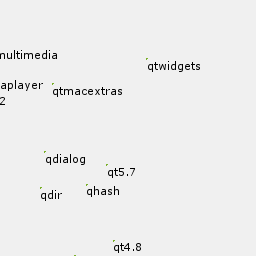 multimedia
qtwidgets
aplayer
qtmacextras
2
qdialog
qt5.7
qdir
qhash
qt4.8